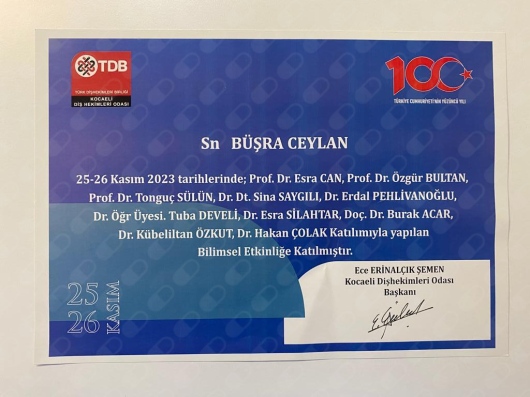 TDB
TÜRK DİŞHEKİMLERİ BİRLİĞİ
KOCAELİ
DİŞ HEKİMLERİ ODASI
100
TÜRKİYE CUMHURİYETİ'NİN YÜZÜNCÜ YILI
Sn BÜŞRA CEYLAN
25-26 Kasım 2023 tarihlerinde; Prof. Dr. Esra CAN, Prof. Dr. Özgür BULTAN,
Prof. Dr. Tonguç SÜLÜN, Dr. Dt. Sina SAYGILI, Dr. Erdal PEHLİVANOĞLU,
Dr. Öğr Üyesi. Tuba DEVELİ, Dr. Esra SİLAHTAR, Doç. Dr. Burak ACAR,
Dr. Kübeliltan ÖZKUT, Dr. Hakan ÇOLAK Katılımıyla yapılan
Bilimsel Etkinliğe Katılmıştır.
Ece ERİNALÇIK ŞEMEN
Kocaeli Dişhekimleri Odası
Başkanı
25
26
KASIM